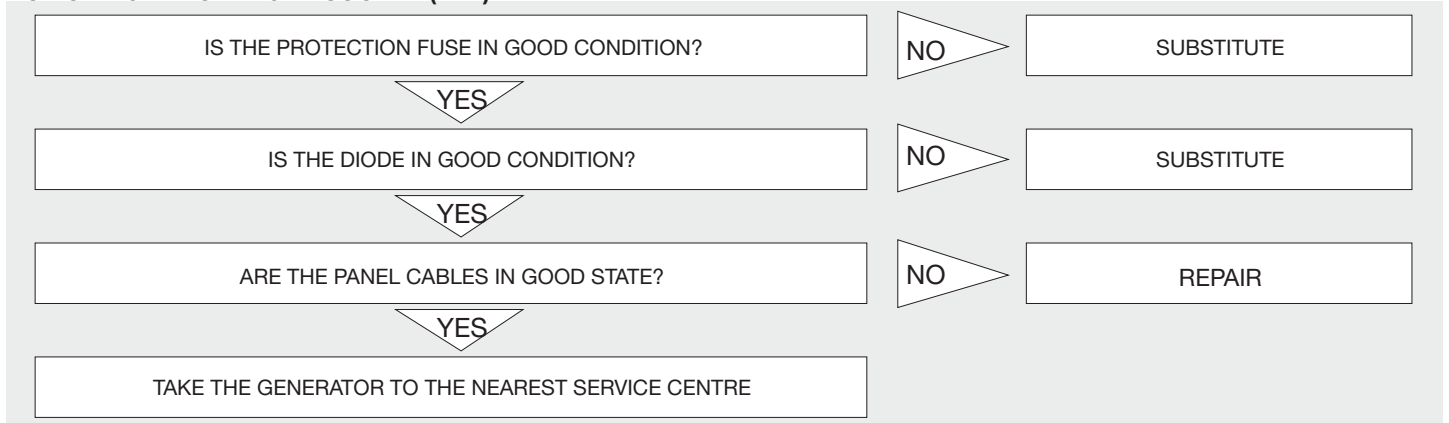 IS THE PROTECTION FUSE IN GOOD CONDITION? NO SUBSTITUTE
YES
IS THE DIODE IN GOOD CONDITION? NO SUBSTITUTE
YES
ARE THE PANEL CABLES IN GOOD STATE? NO REPAIR
YES
TAKE THE GENERATOR TO THE NEAREST SERVICE CENTRE